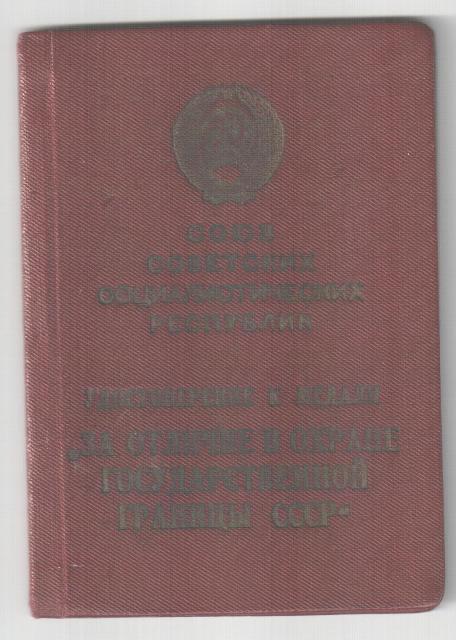 СОЮЗ
СОВЕТСКИХ
СОЦИАЛИСТИЧЕСКИХ
РЕСПУБЛИК
УДОСТОВЕРЕНИЕ К МЕДАЛИ
„ЗА ОТЛИЧИЕ В ОХРАНЕ
ГОСУДАРСТВЕННОЙ
ГРАНИЦЫ СССР“